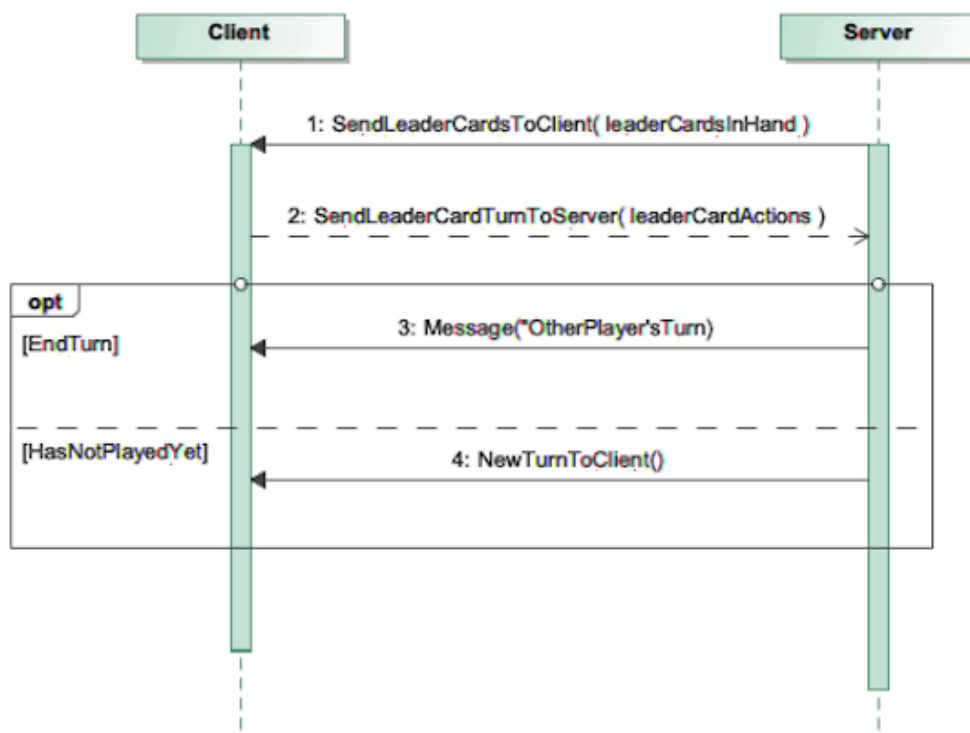 Client
Server
1: SendLeaderCardsToClient( leaderCardsInHand )
2: SendLeaderCardTurnToServer( leaderCardActions )
opt
[EndTurn]
3: Message("OtherPlayer'sTurn)
[HasNotPlayedYet]
4: NewTurnToClient()